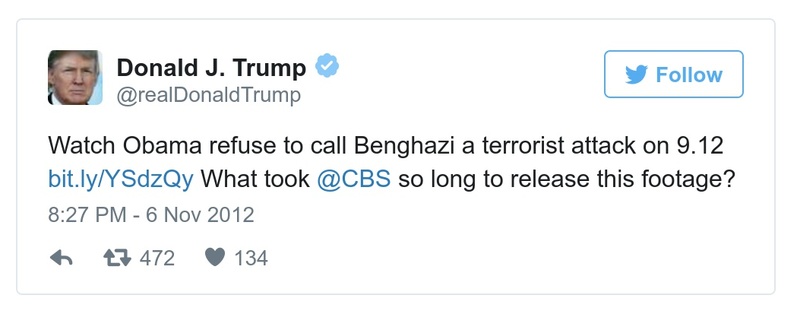 Donald J. Trump
@realDonaldTrump
Follow
Watch Obama refuse to call Benghazi a terrorist attack on 9.12
bit.ly/YSdzQy What took @CBS so long to release this footage?
8:27 PM - 6 Nov 2012
472 134